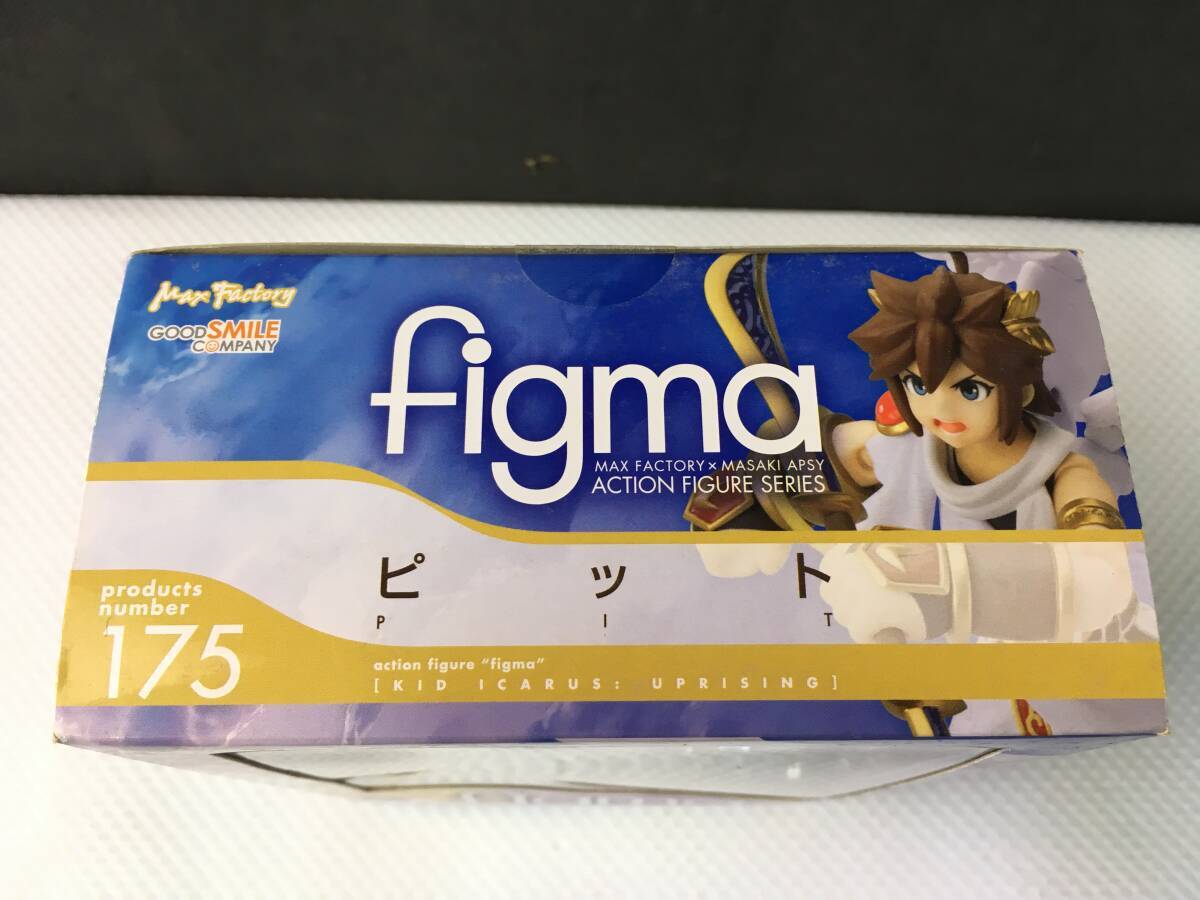 Max Factory
GOOD SMILE
COMPANY
figma
MAX FACTORY × MASAKI APSY
ACTION FIGURE SERIES
ピット
PIT
products
number
175
action figure "figma"
[KID ICARUS: UPRISING]